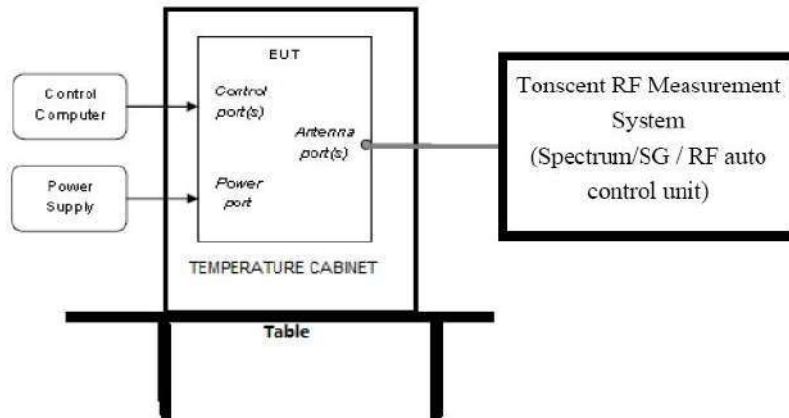 EUT
Control
Computer
Control
port(s)
Antenna
port(s)
Power
Supply
Power
port
TEMPERATURE CABINET
Table
Tonscent RF Measurement
System
(Spectrum/SG / RF auto
control unit)